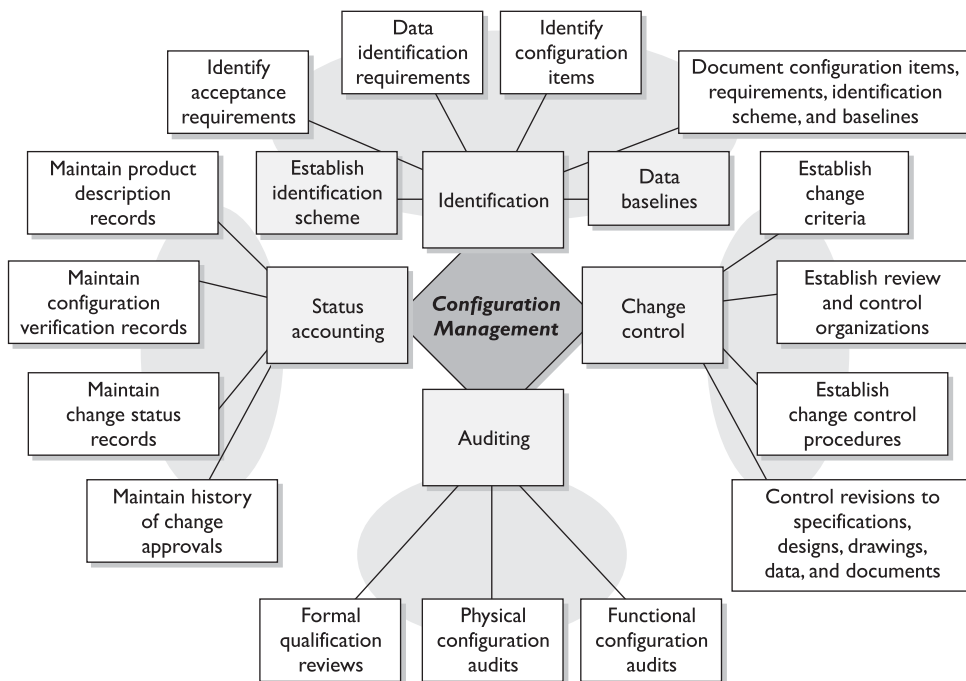 Data
identification
requirements
Identify
configuration
items
Identify
acceptance
requirements
Document configuration items,
requirements, identification
scheme, and baselines
Maintain product
description
records
Establish
identification
scheme
Identification
Data
baselines
Establish
change
criteria
Maintain
configuration
verification records
Status
accounting
Configuration
Management
Change
control
Establish review
and control
organizations
Maintain
change status
records
Auditing
Establish
change control
procedures
Maintain history
of change
approvals
Control revisions to
specifications,
designs, drawings,
data, and documents
Formal
qualification
reviews
Physical
configuration
audits
Functional
configuration
audits